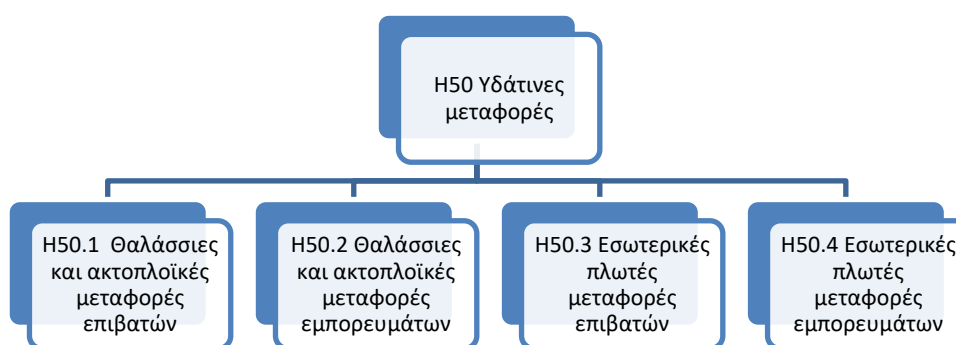 H50 Υδάτινες
μεταφορές
H50.1 Θαλάσσιες
και ακτοπλοϊκές
μεταφορές
επιβατών
H50.2 Θαλάσσιες
και ακτοπλοϊκές
μεταφορές
εμπορευμάτων
H50.3 Εσωτερικές
πλωτές
μεταφορές
επιβατών
H50.4 Εσωτερικές
πλωτές
μεταφορές
εμπορευμάτων